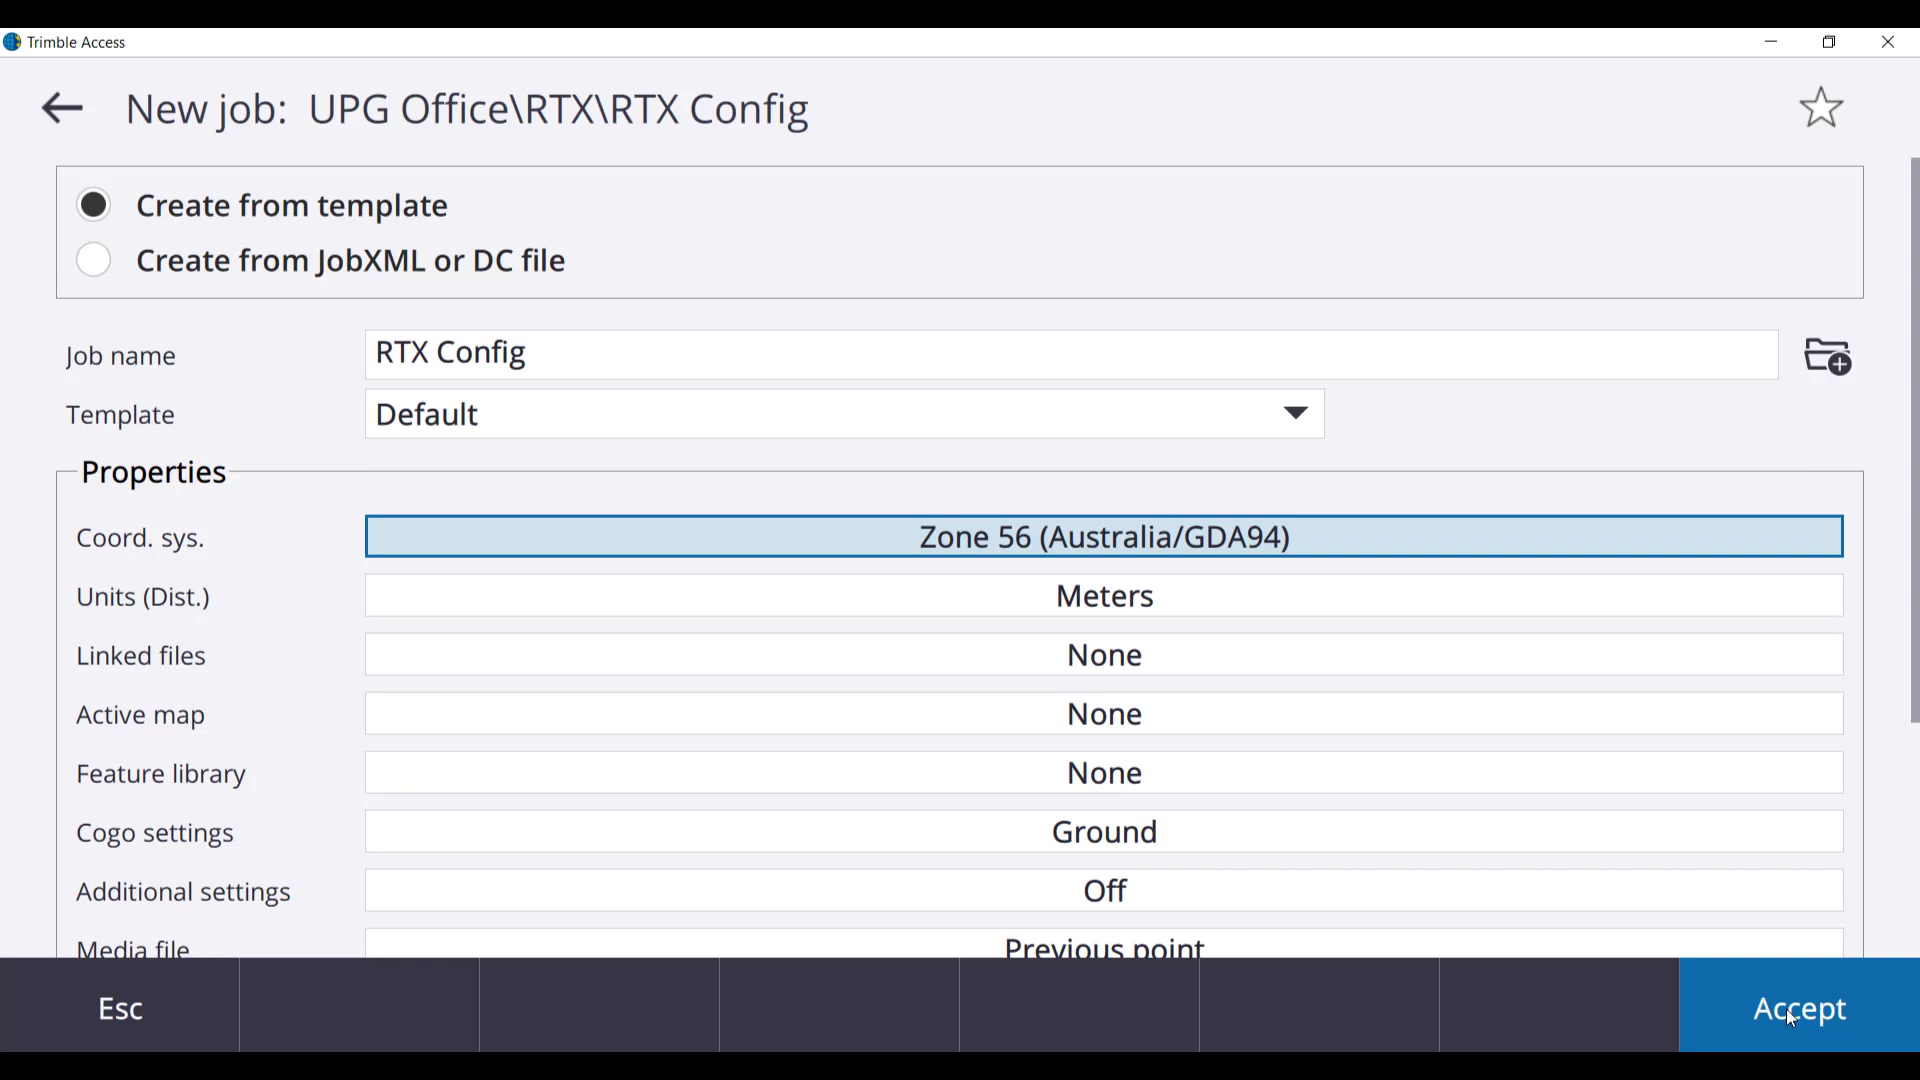 Trimble Access
New job: UPG Office\RTX\RTX Config
Create from template
Create from JobXML or DC file
Job name RTX Config
Template Default
Properties
Coord. sys. Zone 56 (Australia/GDA94)
Units (Dist.) Meters
Linked files None
Active map None
Feature library None
Cogo settings Ground
Additional settings Off
Media file Previous point
Esc Accept